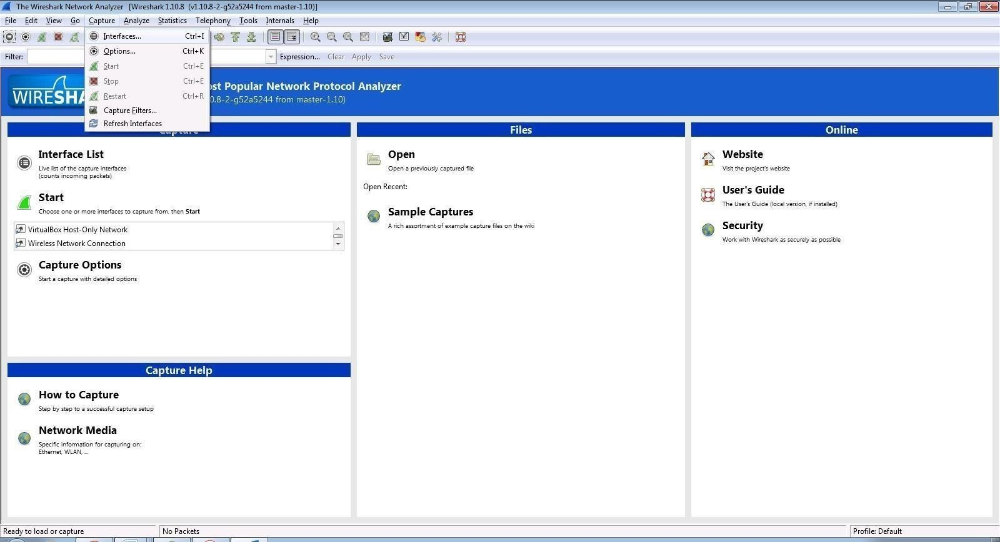 The Wireshark Network Analyzer [Wireshark 1.10.8 (v1.10.8-2-g52a5244 from master-1.10)]
File Edit View Go Capture Analyze Statistics Telephony Tools Internals Help
Interfaces... Ctrl+I
Options... Ctrl+K
Start Ctrl+E
Stop Ctrl+E
Restart Ctrl+R
Capture Filters...
Refresh Interfaces
Filter: Expression... Clear Apply Save
WIRESHA
ost Popular Network Protocol Analyzer
0.8-2-g52a5244 from master-1.10)
Capture
Interface List
Live list of the capture interfaces
(counts incoming packets)
Start
Choose one or more interfaces to capture from, then Start
VirtualBox Host-Only Network
Wireless Network Connection
Capture Options
Start a capture with detailed options
Capture Help
How to Capture
Step by step to a successful capture setup
Network Media
Specific information for capturing on:
Ethernet, WLAN, ...
Files
Open
Open a previously captured file
Open Recent:
Sample Captures
A rich assortment of example capture files on the wiki
Online
Website
Visit the project's website
User's Guide
The User's Guide (local version, if installed)
Security
Work with Wireshark as securely as possible
Ready to load or capture
No Packets
Profile: Default